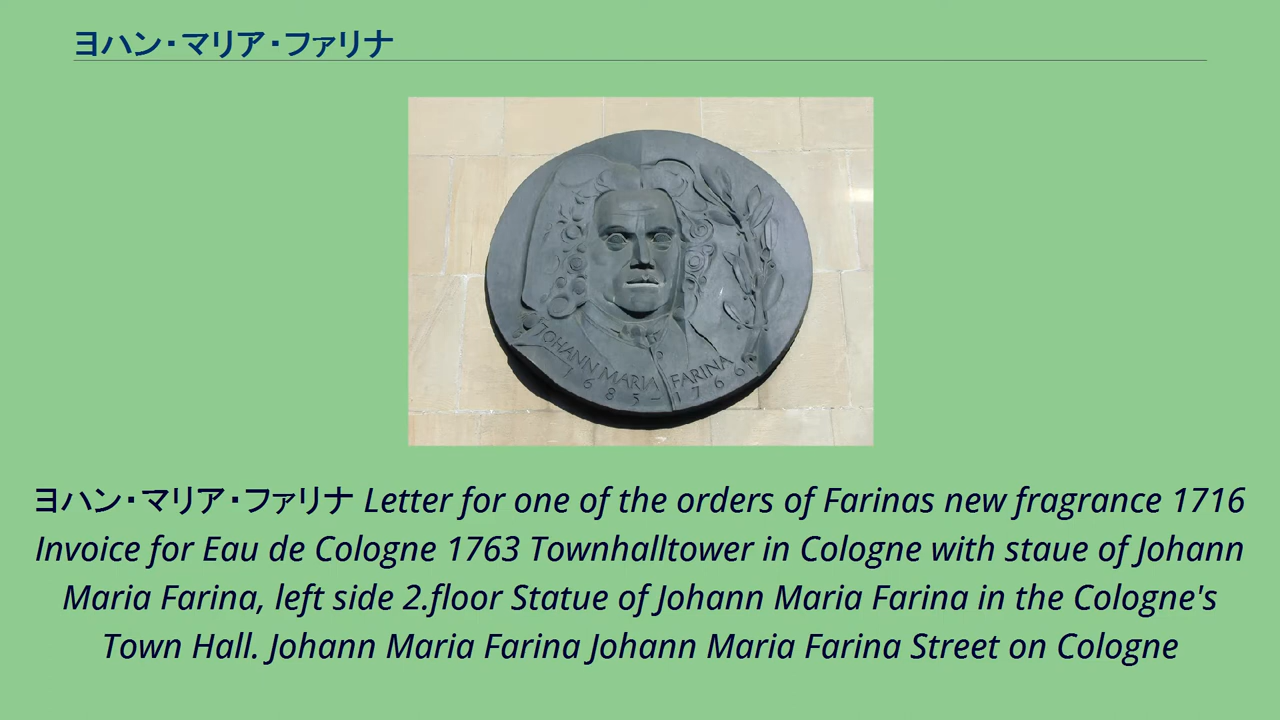 ヨハン・マリア・ファリナ
JOHANN MARIA FARINA
1685-1766
ヨハン・マリア・ファリナ Letter for one of the orders of Farinas new fragrance 1716
Invoice for Eau de Cologne 1763 Townhalltower in Cologne with staue of Johann
Maria Farina, left side 2.floor Statue of Johann Maria Farina in the Cologne's
Town Hall. Johann Maria Farina Johann Maria Farina Street on Cologne